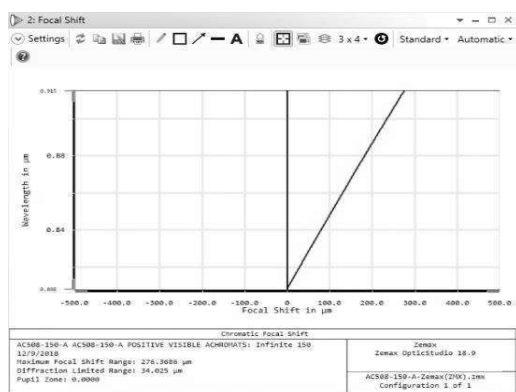 2: Focal Shift
Settings
3 x 4
Standard
Automatic
0.915
0.88
0.84
Wavelength in µm
-500.0 -400.0 -300.0 -200.0 -100.0 0 100.0 200.0 300.0 400.0 500.0
Focal Shift in µm
Chromatic Focal Shift
AC508-150-A AC508-150-A POSITIVE VISIBLE ACHROMATS: Infinite 150
12/9/2018
Maximum Focal Shift Range: 276.3686 µm
Diffraction Limited Range: 34.025 µm
Pupil Zone: 0.0000
Zemax
Zemax OpticStudio 18.9
AC508-150-A-Zemax(ZMX).zmx
Configuration 1 of 1